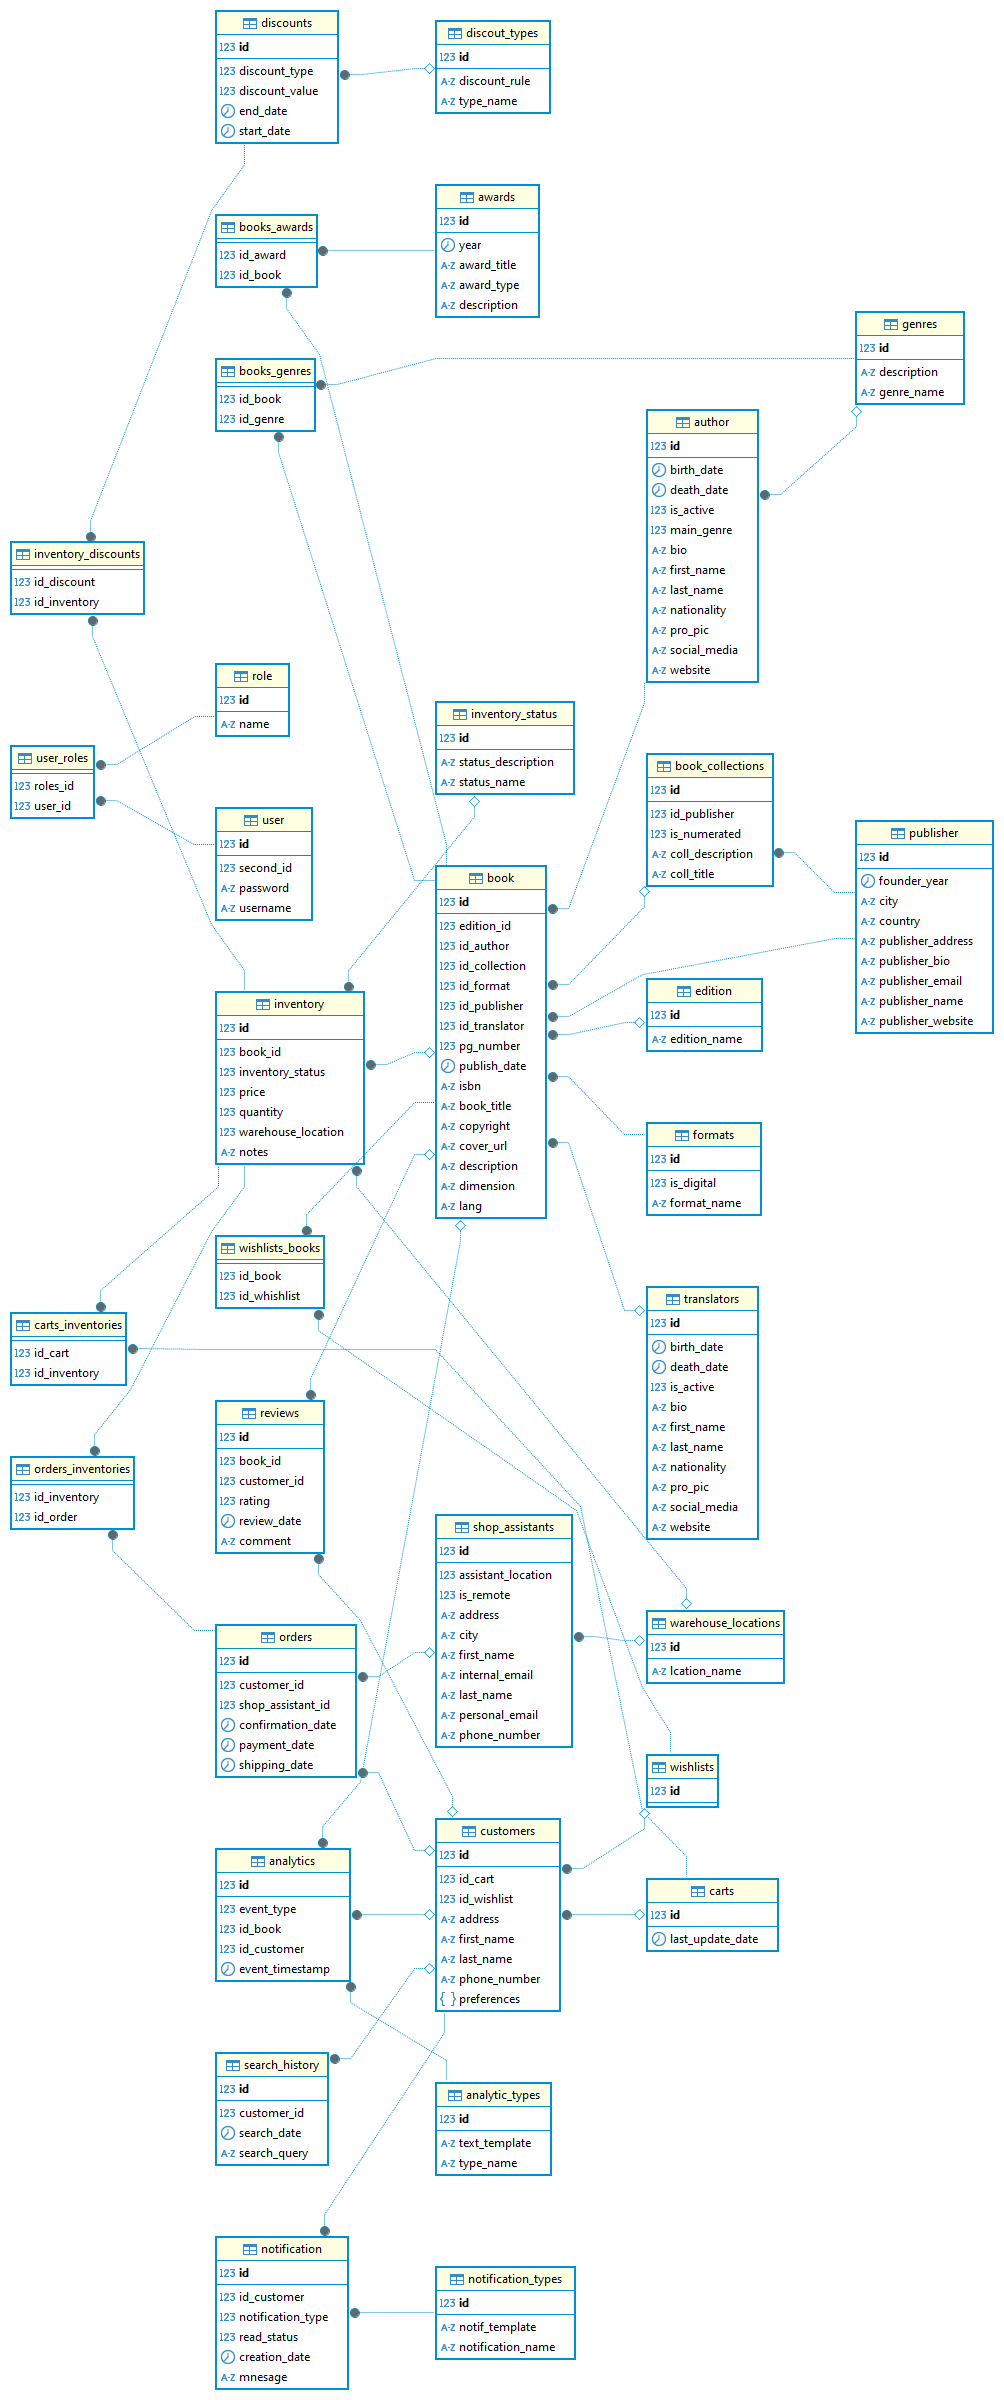 discounts
123 id
123 discount_type
123 discount_value
end_date
start_date
discout_types
123 id
A-Z discount_rule
A-Z type_name
awards
123 id
year
A-Z award_title
A-Z award_type
A-Z description
books_awards
123 id_award
123 id_book
genres
123 id
A-Z description
A-Z genre_name
books_genres
123 id_book
123 id_genre
author
123 id
birth_date
death_date
123 is_active
123 main_genre
A-Z bio
A-Z first_name
A-Z last_name
A-Z nationality
A-Z pro_pic
A-Z social_media
A-Z website
inventory_discounts
123 id_discount
123 id_inventory
role
123 id
A-Z name
inventory_status
123 id
A-Z status_description
A-Z status_name
user_roles
123 roles_id
123 user_id
book_collections
123 id
123 id_publisher
123 is_numerated
A-Z coll_description
A-Z coll_title
user
123 id
123 second_id
A-Z password
A-Z username
publisher
123 id
founder_year
A-Z city
A-Z country
A-Z publisher_address
A-Z publisher_bio
A-Z publisher_email
A-Z publisher_name
A-Z publisher_website
book
123 id
123 edition_id
123 id_author
123 id_collection
123 id_format
123 id_publisher
123 id_translator
123 pg_number
publish_date
A-Z isbn
A-Z book_title
A-Z copyright
A-Z cover_url
A-Z description
A-Z dimension
A-Z lang
edition
123 id
A-Z edition_name
inventory
123 id
123 book_id
123 inventory_status
123 price
123 quantity
123 warehouse_location
A-Z notes
formats
123 id
123 is_digital
A-Z format_name
wishlists_books
123 id_book
123 id_whishlist
translators
123 id
birth_date
death_date
123 is_active
A-Z bio
A-Z first_name
A-Z last_name
A-Z nationality
A-Z pro_pic
A-Z social_media
A-Z website
carts_inventories
123 id_cart
123 id_inventory
reviews
123 id
123 book_id
123 customer_id
123 rating
review_date
A-Z comment
orders_inventories
123 id_inventory
123 id_order
shop_assistants
123 id
123 assistant_location
123 is_remote
A-Z address
A-Z city
A-Z first_name
A-Z internal_email
A-Z last_name
A-Z personal_email
A-Z phone_number
warehouse_locations
123 id
A-Z lcation_name
orders
123 id
123 customer_id
123 shop_assistant_id
confirmation_date
payment_date
shipping_date
wishlists
123 id
customers
123 id
123 id_cart
123 id_wishlist
A-Z address
A-Z first_name
A-Z last_name
A-Z phone_number
{ } preferences
analytics
123 id
123 event_type
123 id_book
123 id_customer
event_timestamp
carts
123 id
last_update_date
search_history
123 id
123 customer_id
search_date
A-Z search_query
analytic_types
123 id
A-Z text_template
A-Z type_name
notification
123 id
123 id_customer
123 notification_type
123 read_status
creation_date
A-Z mnesage
notification_types
123 id
A-Z notif_template
A-Z notification_name